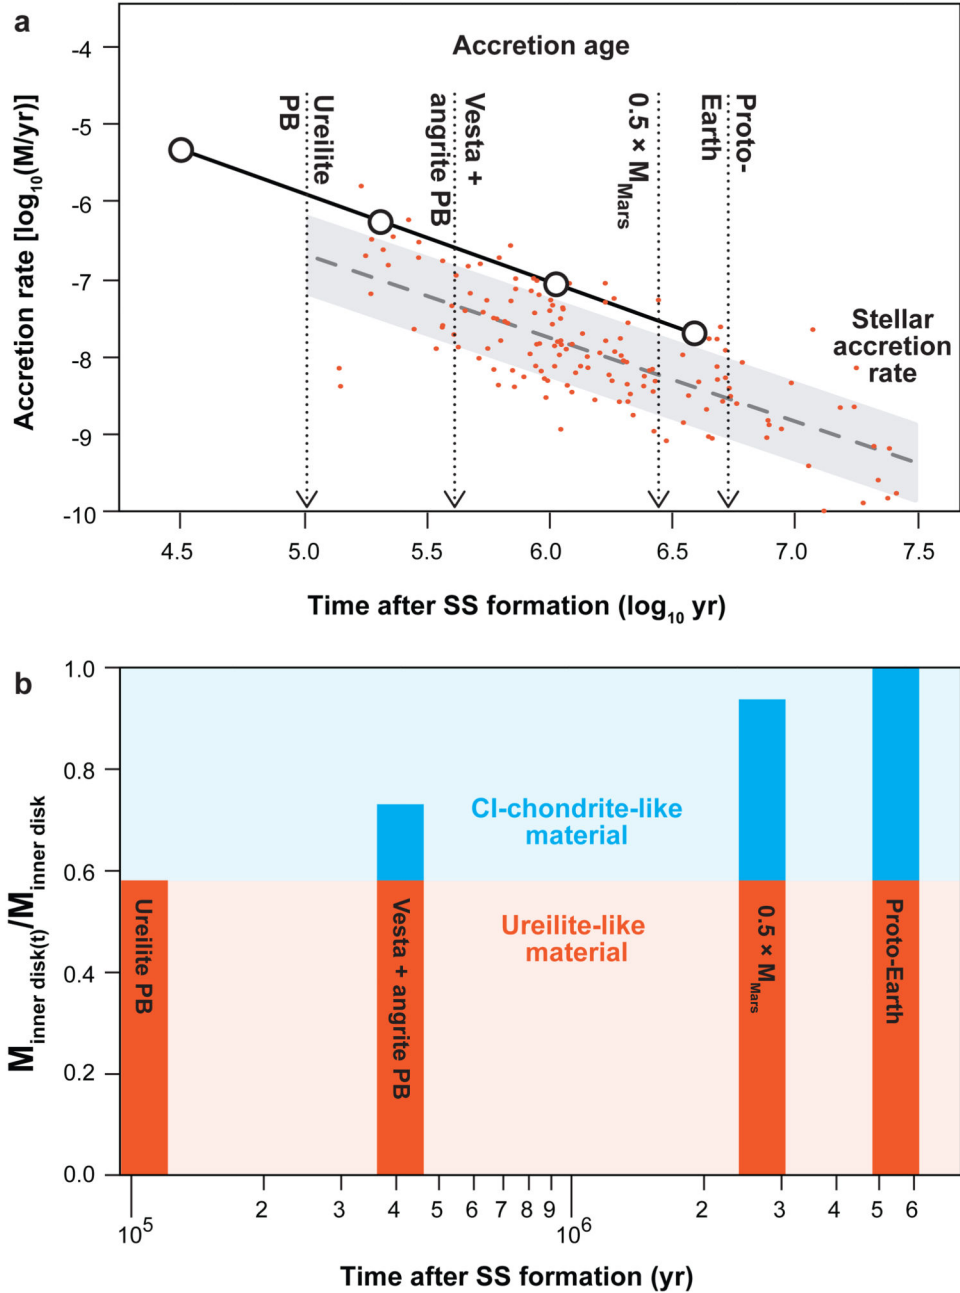 a
Accretion age
-4
-5
-6
-7
-8
-9
-10
Accretion rate [log10(M/yr)]
Ureilite
PB
Vesta +
angrite PB
0.5 × MMars
Proto-
Earth
Stellar
accretion
rate
4.5
5.0
5.5
6.0
6.5
7.0
7.5
Time after SS formation (log10 yr)
b
1.0
0.8
0.6
0.4
0.2
0.0
Minner disk(t)/Minner disk
CI-chondrite-like
material
Ureilite-like
material
Ureilite PB
Vesta + angrite PB
0.5 × MMars
Proto-Earth
10^5
2
3
4
5
6
7
8
9
10^6
2
3
4
5
6
Time after SS formation (yr)